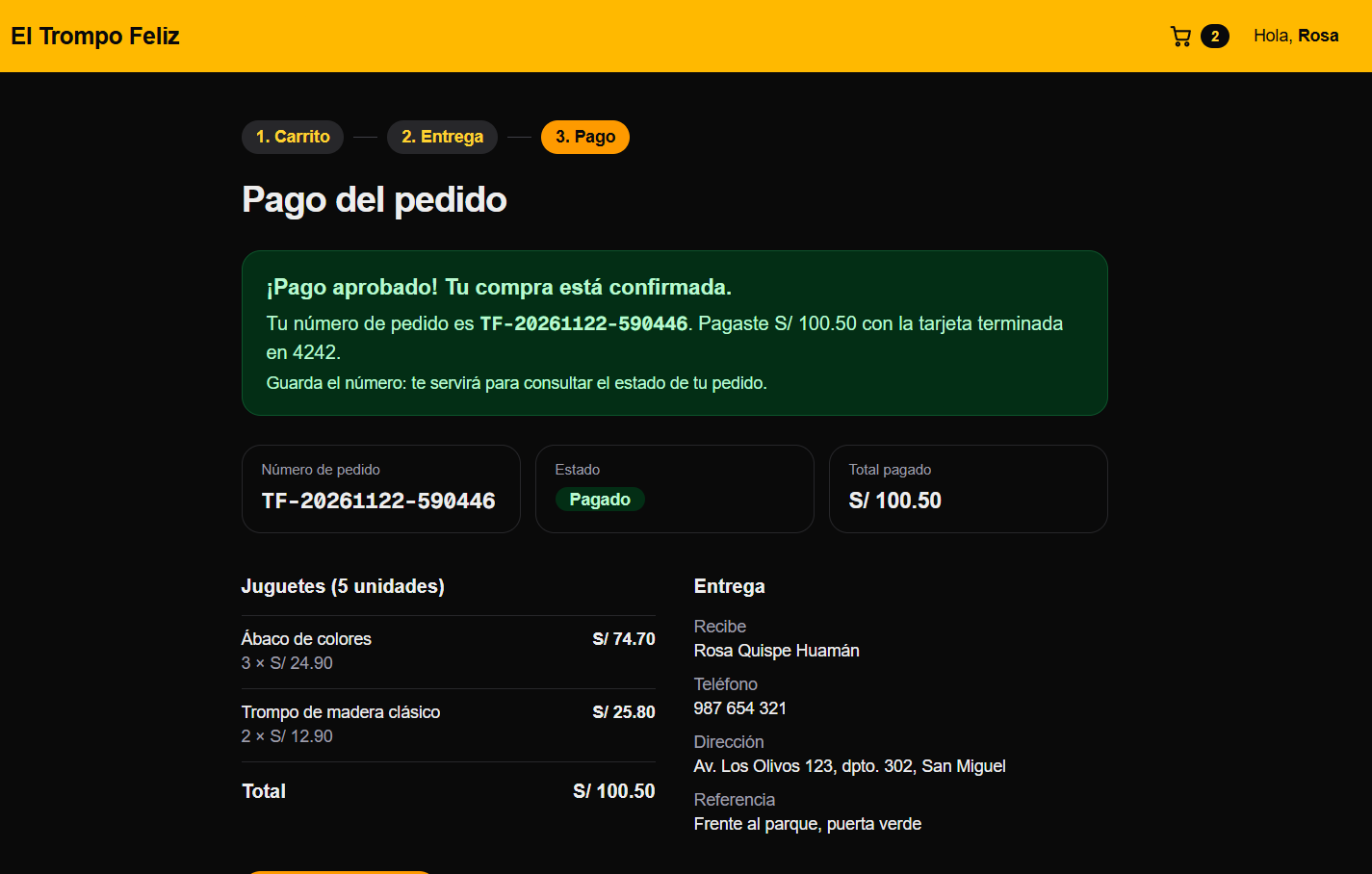 El Trompo Feliz
2
Hola, Rosa
1. Carrito
2. Entrega
3. Pago
Pago del pedido
¡Pago aprobado! Tu compra está confirmada.
Tu número de pedido es TF-20261122-590446. Pagaste S/ 100.50 con la tarjeta terminada
en 4242.
Guarda el número: te servirá para consultar el estado de tu pedido.
Número de pedido
TF-20261122-590446
Estado
Pagado
Total pagado
S/ 100.50
Juguetes (5 unidades)
Ábaco de colores
S/ 74.70
3 × S/ 24.90
Trompo de madera clásico
S/ 25.80
2 × S/ 12.90
Total
S/ 100.50
Entrega
Recibe
Rosa Quispe Huamán
Teléfono
987 654 321
Dirección
Av. Los Olivos 123, dpto. 302, San Miguel
Referencia
Frente al parque, puerta verde